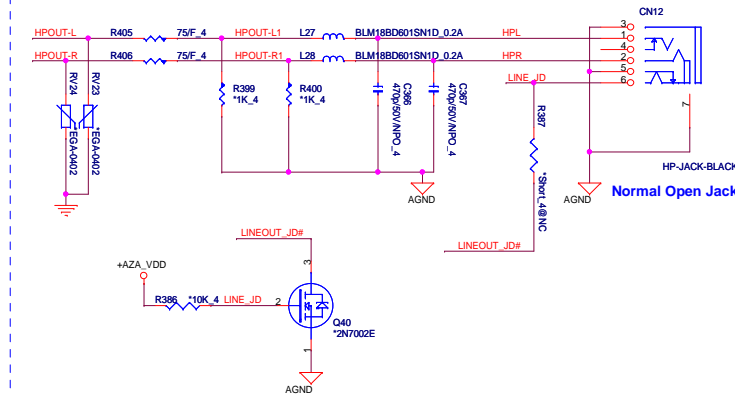 CN12
HPOUT-L R405 75/F_4 HPOUT-L1 L27 BLM18BD601SN1D_0.2A HPL
HPOUT-R R406 75/F_4 HPOUT-R1 L28 BLM18BD601SN1D_0.2A HPR
3
1
4
2
5
6
7
LINE_JD
RV24
*EGA-0402
RV23
*EGA-0402
R399
*1K_4
R400
*1K_4
C366
470p/50V/NPO_4
C367
470p/50V/NPO_4
R387
*Short_4@NC
AGND
AGND
HP-JACK-BLACK
Normal Open Jack
LINEOUT_JD#
LINEOUT_JD#
+AZA_VDD
R386 *10K_4 LINE_JD 2
3
1
Q40
*2N7002E
AGND